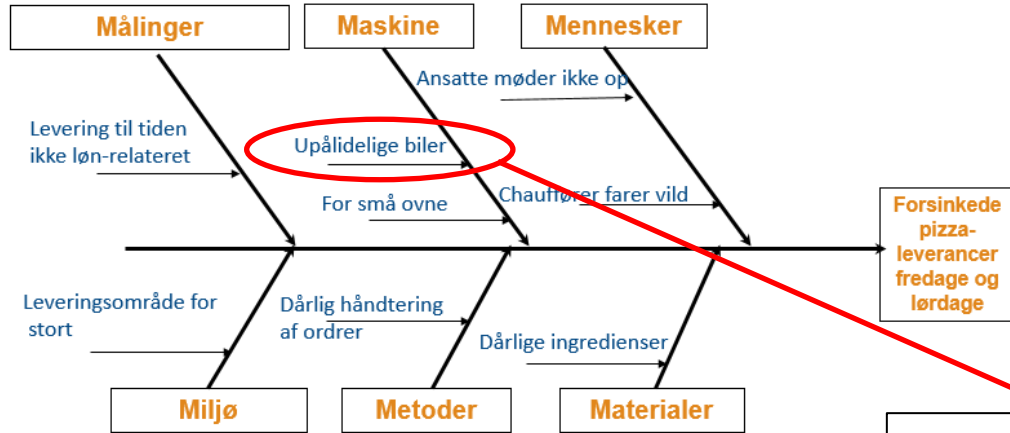 Målinger
Maskine
Mennesker
Ansatte møder ikke op
Levering til tiden
ikke løn-relateret
Upålidelige biler
For små ovne
Chauffører farer vild
Forsinkede
pizza-
leverancer
fredage og
lørdage
Leveringsområde for
stort
Dårlig håndtering
af ordrer
Dårlige ingredienser
Miljø
Metoder
Materialer